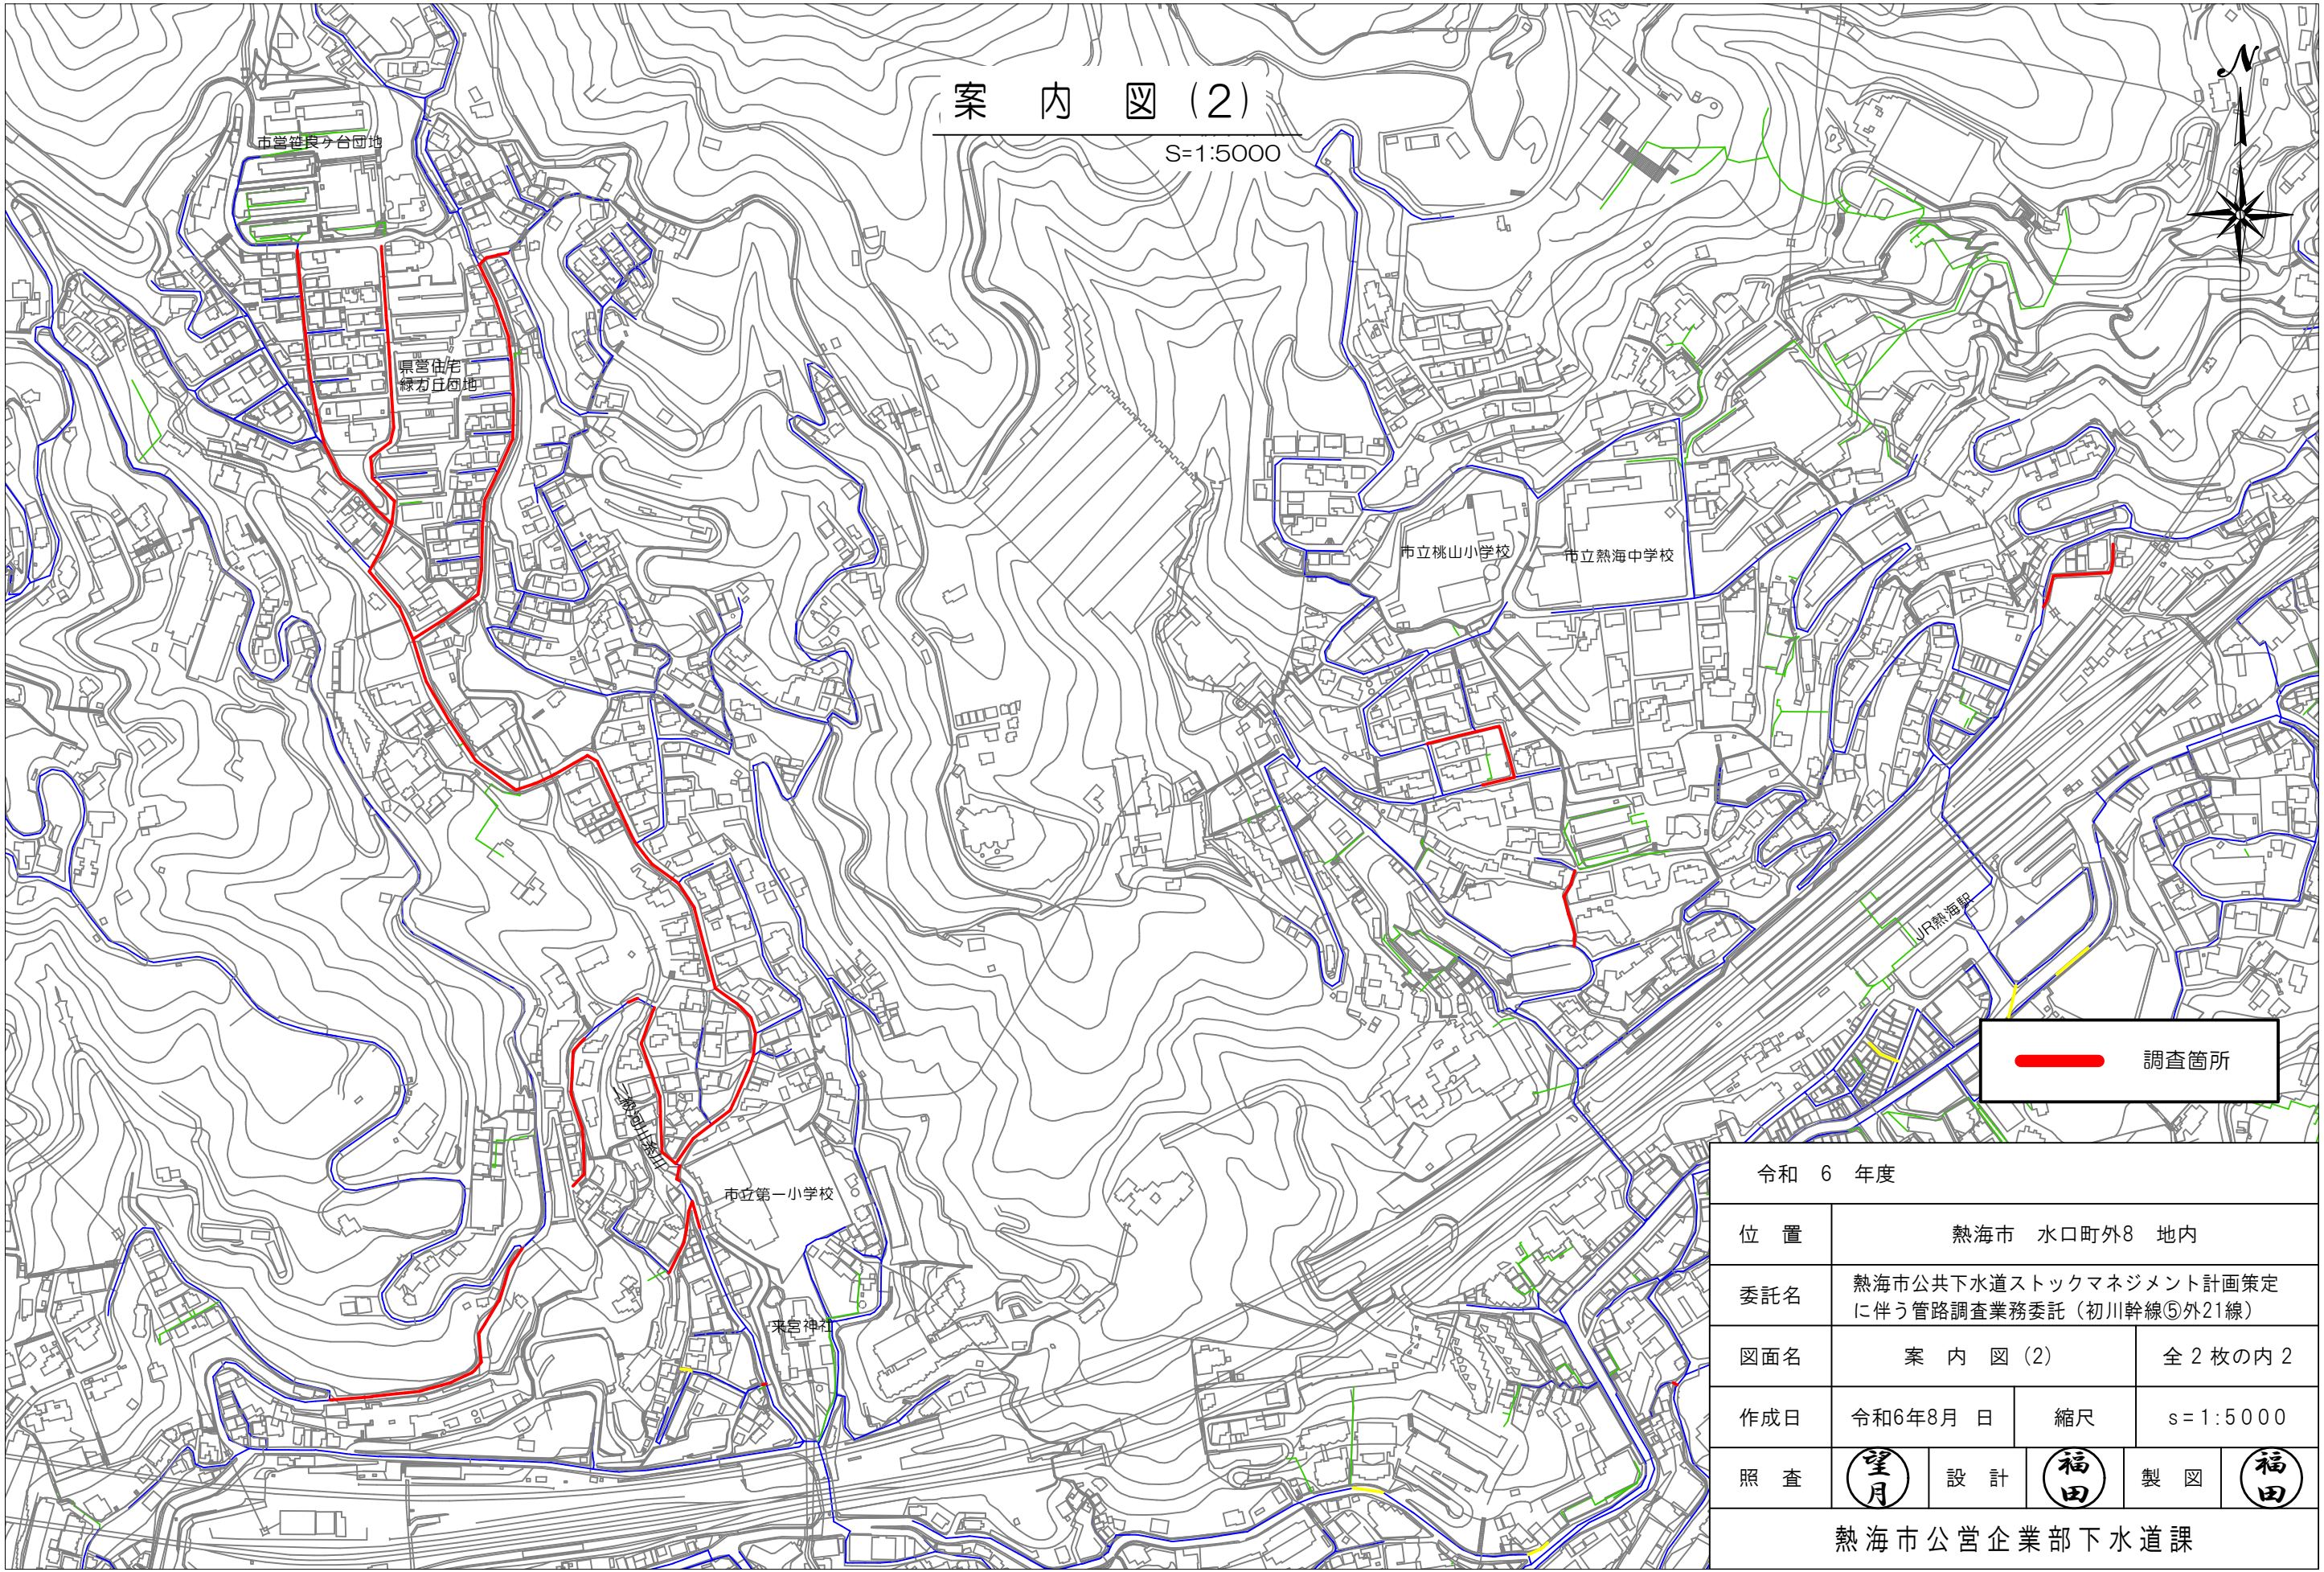 案 内 図 (2)
S=1:5000
N
市営笹良ヶ台団地
県営住宅
緑ガ丘団地
市立桃山小学校
市立熱海中学校
JR熱海駅
調査箇所
二級河川糸川
市立第一小学校
来宮神社
令和 6 年度
位 置 熱海市 水口町外8 地内
委託名 熱海市公共下水道ストックマネジメント計画策定
に伴う管路調査業務委託(初川幹線⑤外21線)
図面名 案 内 図 (2) 全 2 枚の内 2
作成日 令和6年8月 日 縮尺 s=1:5000
照 査 望月 設 計 福田 製 図 福田
熱海市公営企業部下水道課